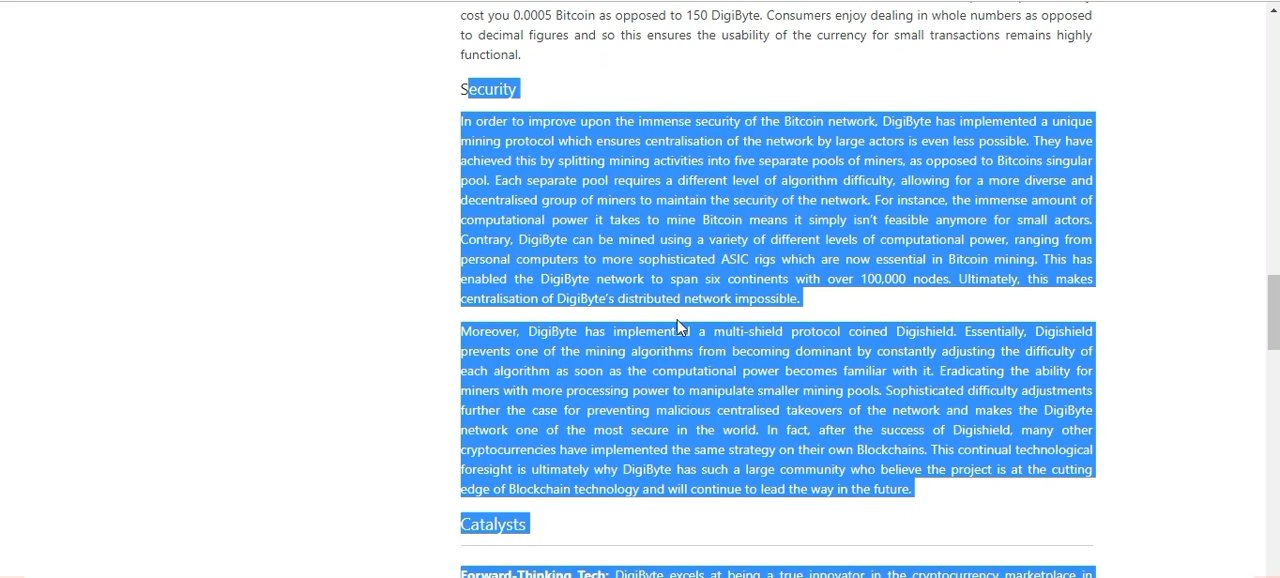 cost you 0.0005 Bitcoin as opposed to 150 DigiByte. Consumers enjoy dealing in whole numbers as opposed
to decimal figures and so this ensures the usability of the currency for small transactions remains highly
functional.
Security
In order to improve upon the immense security of the Bitcoin network, DigiByte has implemented a unique
mining protocol which ensures centralisation of the network by large actors is even less possible. They have
achieved this by splitting mining activities into five separate pools of miners, as opposed to Bitcoins singular
pool. Each separate pool requires a different level of algorithm difficulty, allowing for a more diverse and
decentralised group of miners to maintain the security of the network. For instance, the immense amount of
computational power it takes to mine Bitcoin means it simply isn't feasible anymore for small actors.
Contrary, DigiByte can be mined using a variety of different levels of computational power, ranging from
personal computers to more sophisticated ASIC rigs which are now essential in Bitcoin mining. This has
enabled the DigiByte network to span six continents with over 100,000 nodes. Ultimately, this makes
centralisation of DigiByte's distributed network impossible.
Moreover, DigiByte has implemented a multi-shield protocol coined Digishield. Essentially, Digishield
prevents one of the mining algorithms from becoming dominant by constantly adjusting the difficulty of
each algorithm as soon as the computational power becomes familiar with it. Eradicating the ability for
miners with more processing power to manipulate smaller mining pools. Sophisticated difficulty adjustments
further the case for preventing malicious centralised takeovers of the network and makes the DigiByte
network one of the most secure in the world. In fact, after the success of Digishield, many other
cryptocurrencies have implemented the same strategy on their own Blockchains. This continual technological
foresight is ultimately why DigiByte has such a large community who believe the project is at the cutting
edge of Blockchain technology and will continue to lead the way in the future.
Catalysts
Forward-Thinking Tech: DigiByte excels at being a true innovator in the cryptocurrency marketplace in